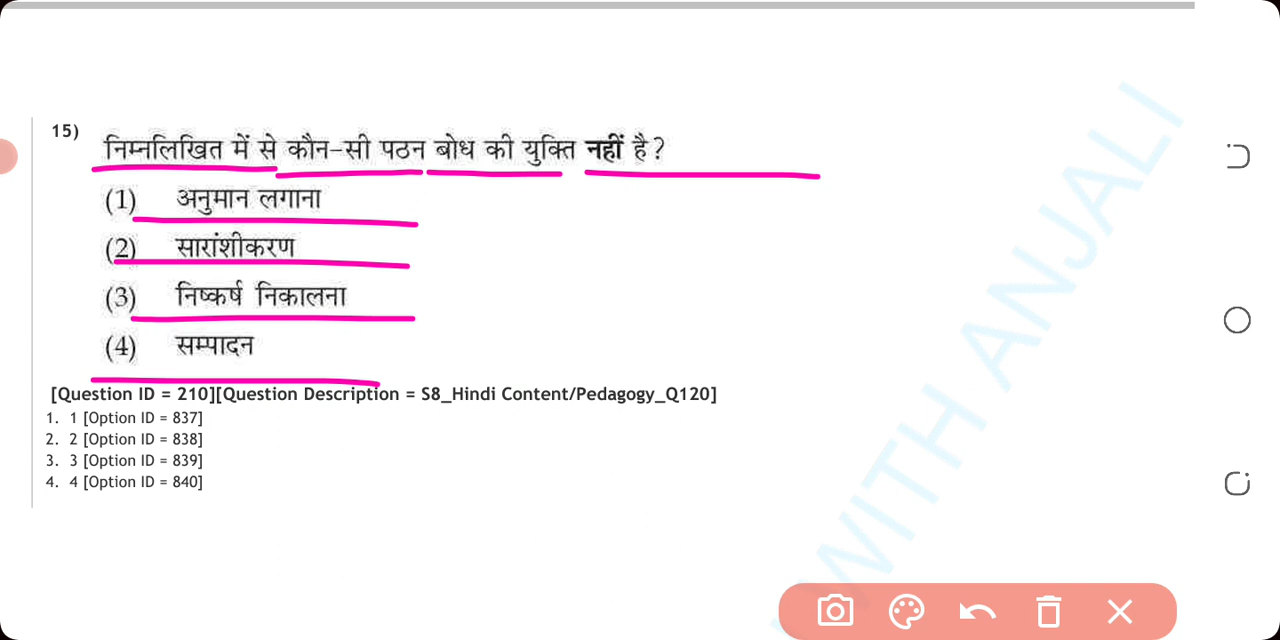 15)
निम्नलिखित में से कौन-सी पठन बोध की युक्ति नहीं है?
(1) अनुमान लगाना
(2) सारांशीकरण
(3) निष्कर्ष निकालना
(4) सम्पादन
[Question ID = 210][Question Description = S8_Hindi Content/Pedagogy_Q120]
1. 1 [Option ID = 837]
2. 2 [Option ID = 838]
3. 3 [Option ID = 839]
4. 4 [Option ID = 840]
WITH ANJALI